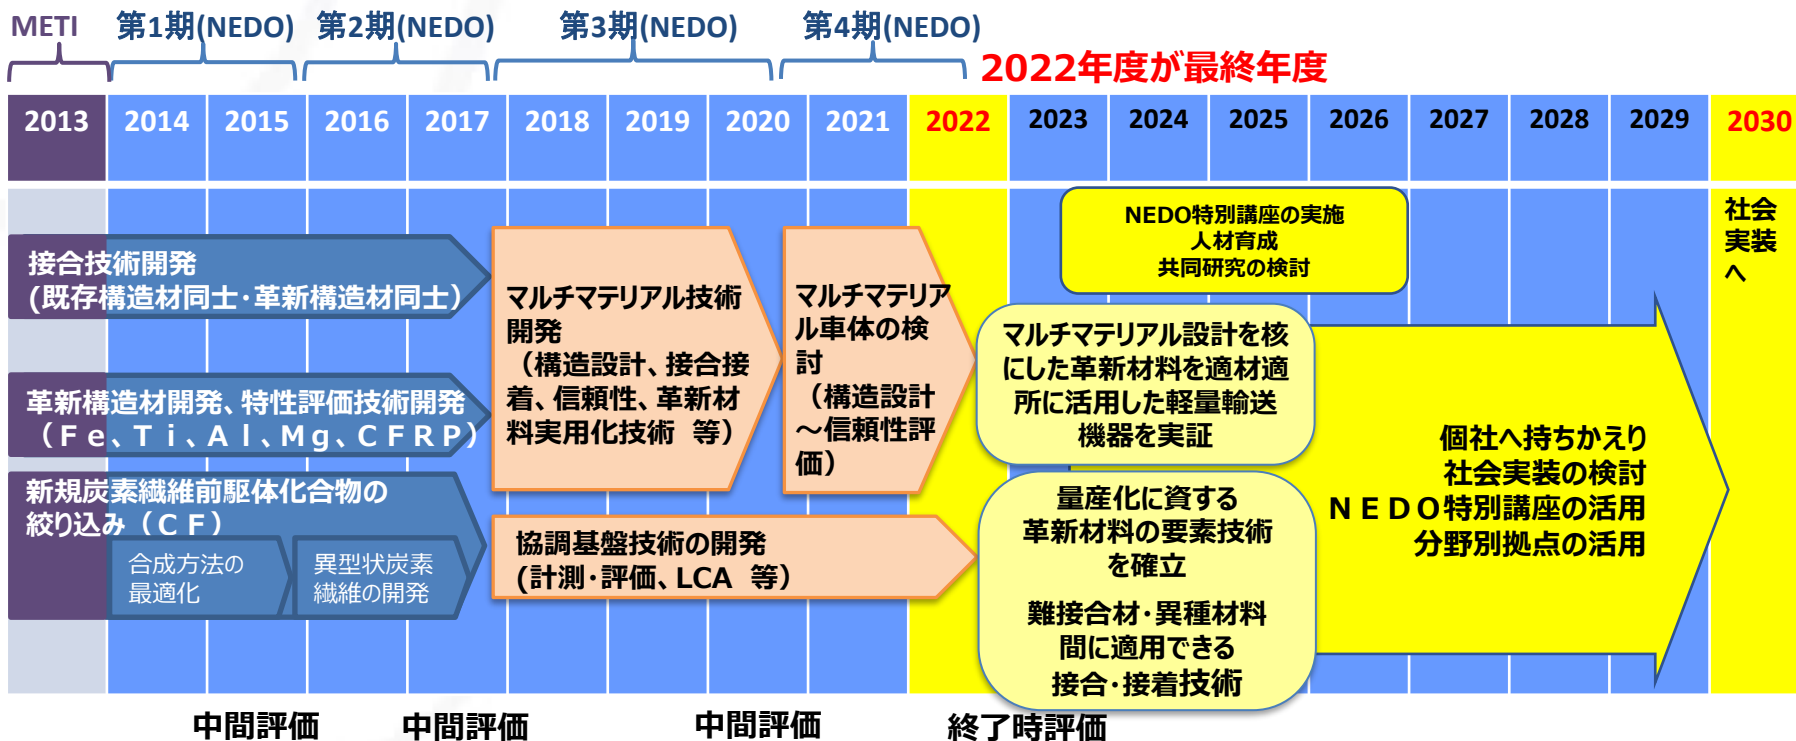 METI 第1期(NEDO) 第2期(NEDO) 第3期(NEDO) 第4期(NEDO)
2022年度が最終年度
2013 2014 2015 2016 2017 2018 2019 2020 2021 2022 2023 2024 2025 2026 2027 2028 2029 2030
接合技術開発
(既存構造材同士・革新構造材同士)
革新構造材開発、特性評価技術開発
（Ｆｅ、Ｔｉ、Ａｌ、Ｍｇ、ＣＦＲＰ）
新規炭素繊維前駆体化合物の
絞り込み（ＣＦ）
合成方法の
最適化
異型状炭素
繊維の開発
マルチマテリアル技術
開発
（構造設計、接合接
着、信頼性、革新材
料実用化技術 等）
マルチマテリア
ル車体の検
討
（構造設計
～信頼性評
価）
協調基盤技術の開発
(計測・評価、LCA 等）
NEDO特別講座の実施
人材育成
共同研究の検討
マルチマテリアル設計を核
にした革新材料を適材適
所に活用した軽量輸送
機器を実証
量産化に資する
革新材料の要素技術
を確立
難接合材・異種材料
間に適用できる
接合・接着技術
個社へ持ちかえり
社会実装の検討
ＮＥＤＯ特別講座の活用
分野別拠点の活用
社会
実装
へ
中間評価 中間評価 中間評価 終了時評価